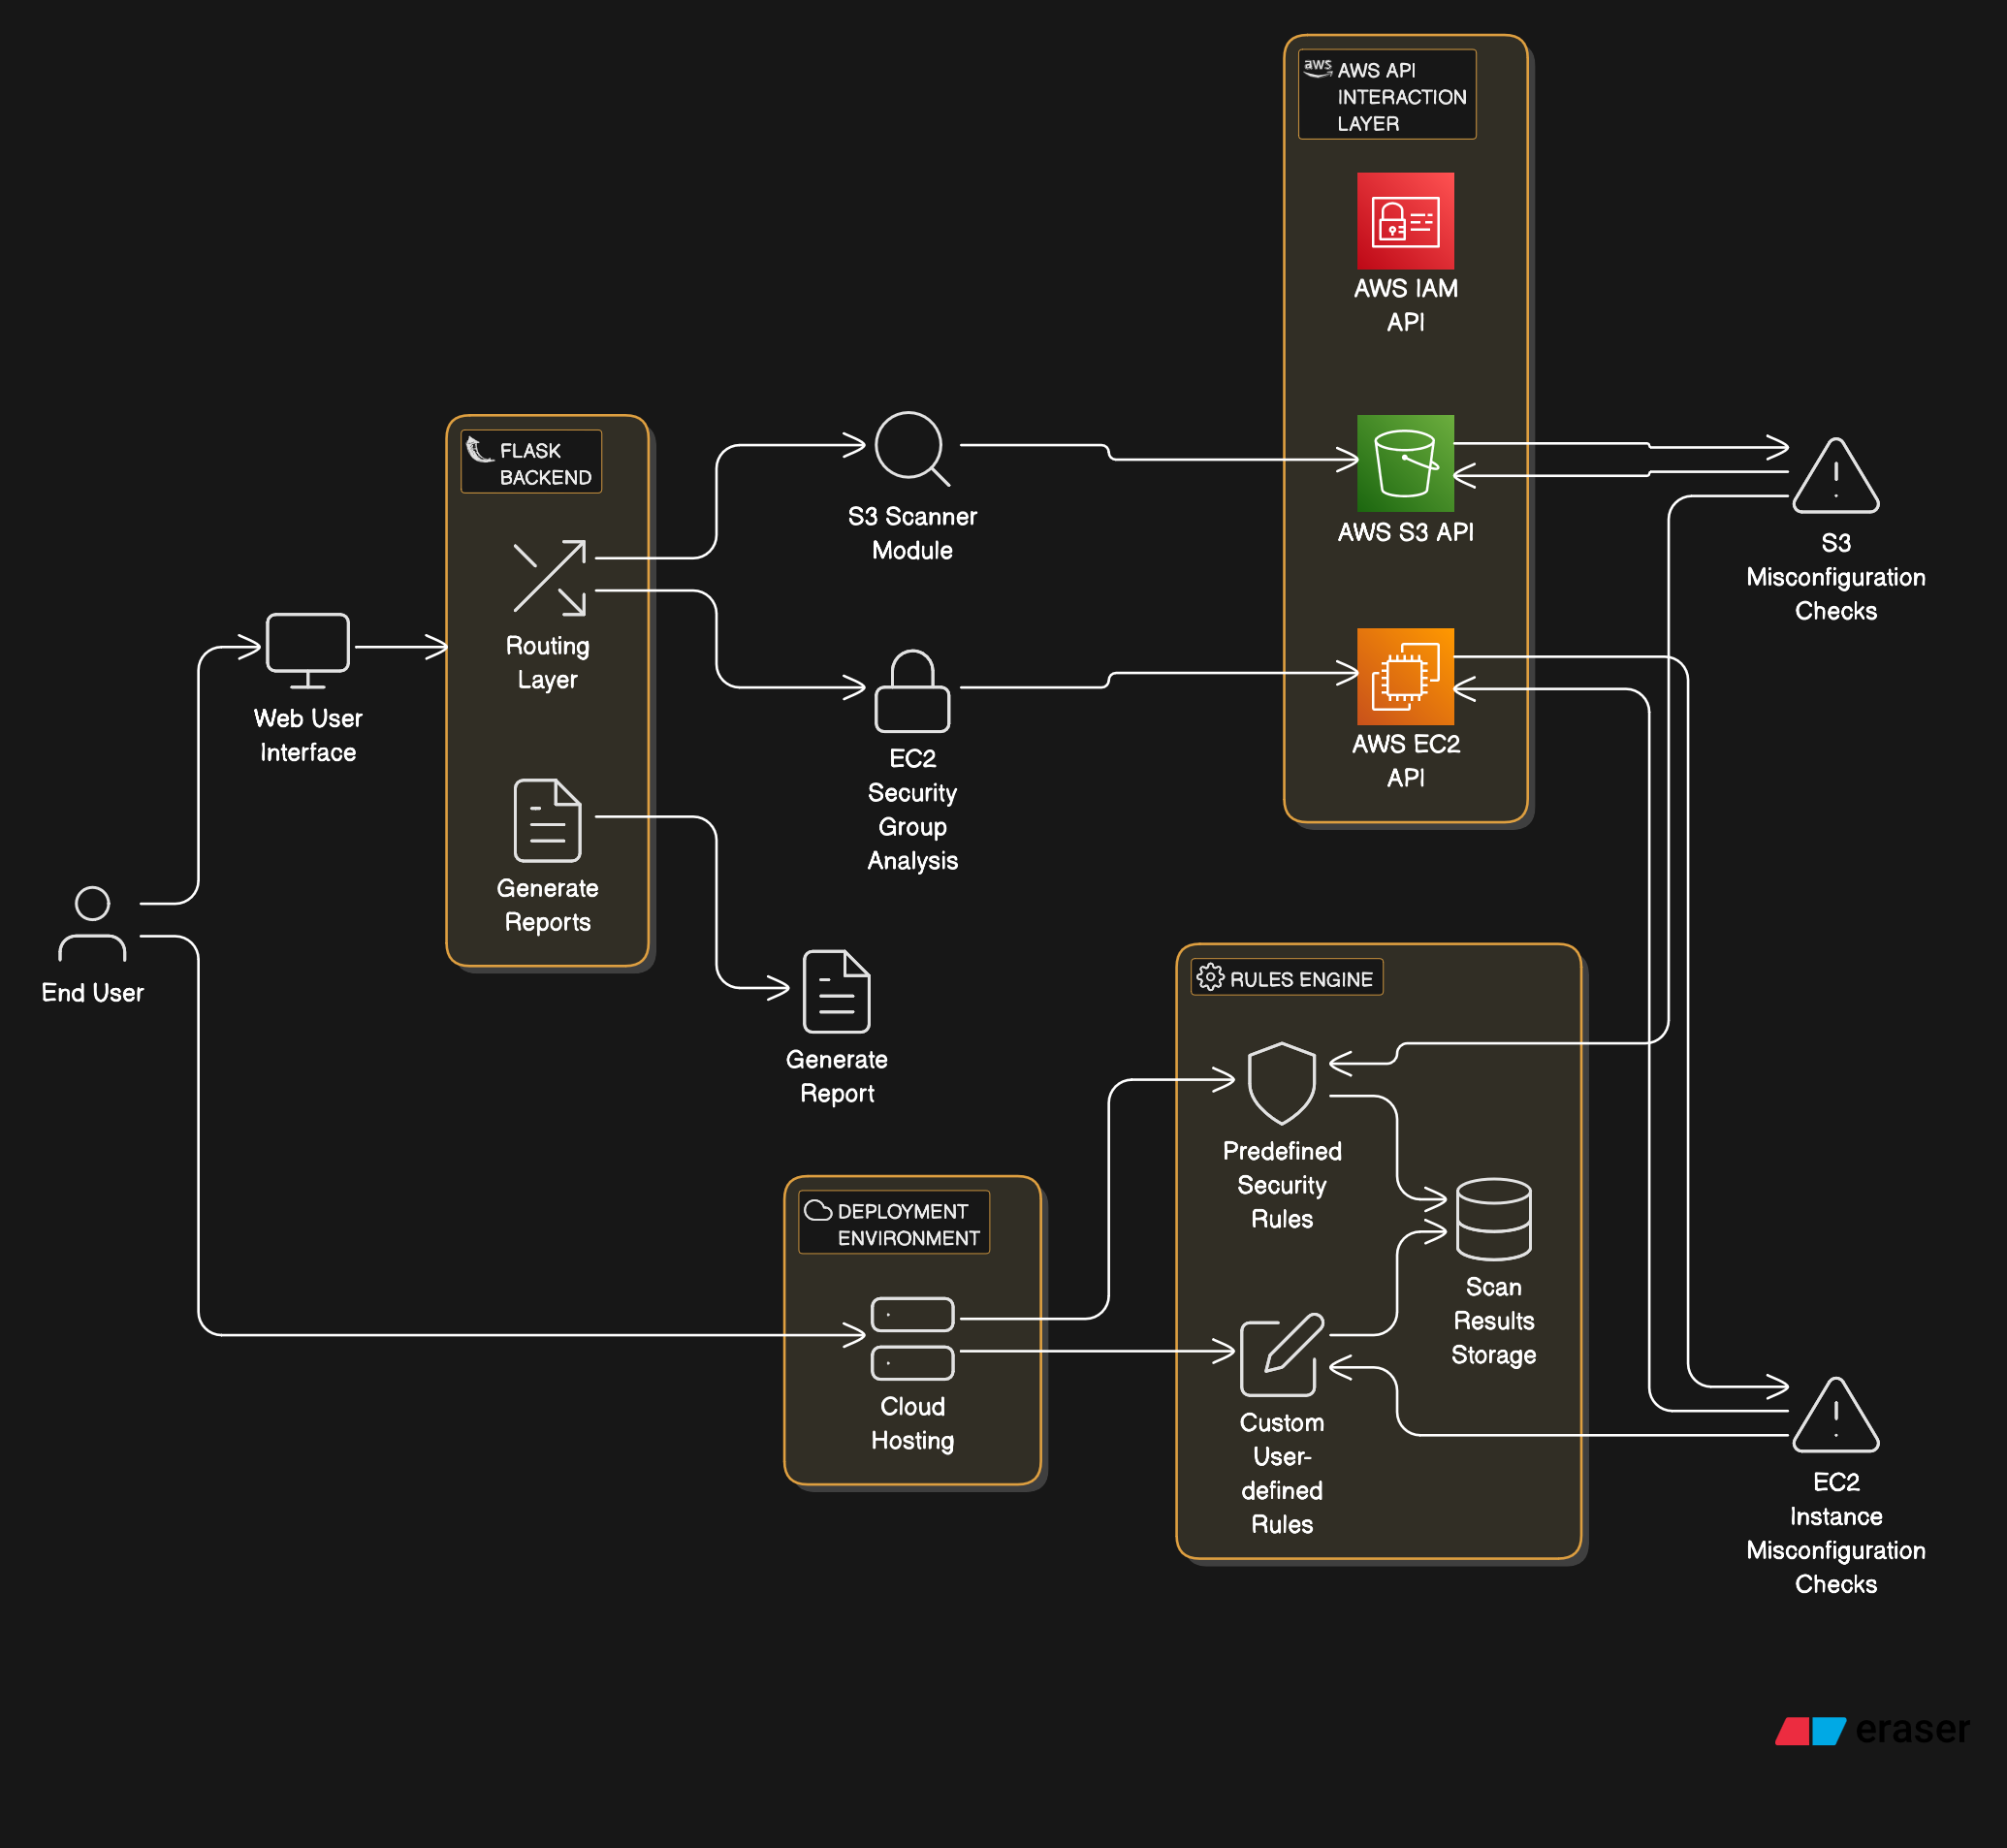 aws
AWS API
INTERACTION
LAYER
AWS IAM
API
FLASK
BACKEND
S3 Scanner
Module
AWS S3 API
S3
Misconfiguration
Checks
Routing
Layer
Web User
Interface
EC2
Security
Group
Analysis
AWS EC2
API
Generate
Reports
End User
RULES ENGINE
Generate
Report
Predefined
Security
Rules
DEPLOYMENT
ENVIRONMENT
Scan
Results
Storage
Cloud
Hosting
Custom
User-
defined
Rules
EC2
Instance
Misconfiguration
Checks
eraser